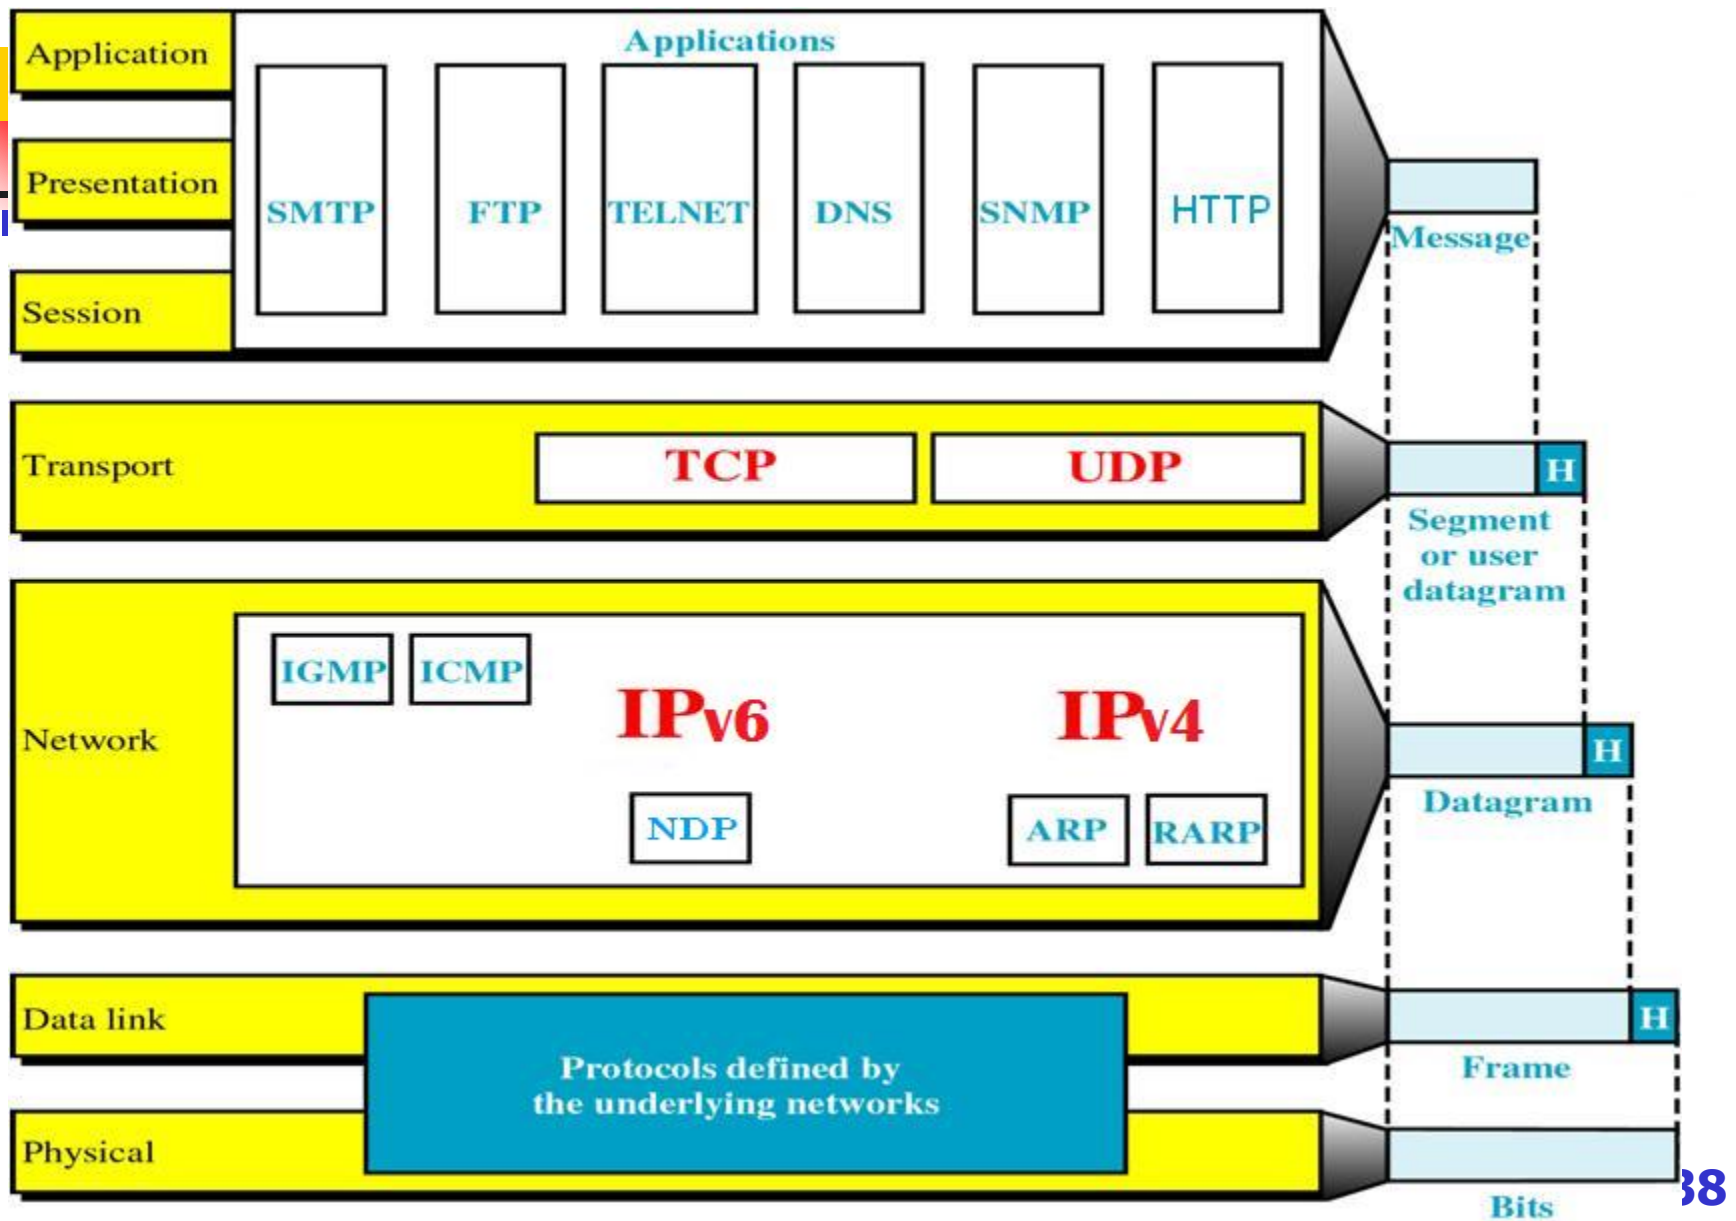 Application
Presentation
Session
Applications
SMTP
FTP
TELNET
DNS
SNMP
HTTP
Message
Transport
TCP
UDP
H
Segment
or user
datagram
Network
IGMP
ICMP
IPv6
IPv4
NDP
ARP
RARP
H
Datagram
Data link
Protocols defined by
the underlying networks
H
Frame
Physical
Bits